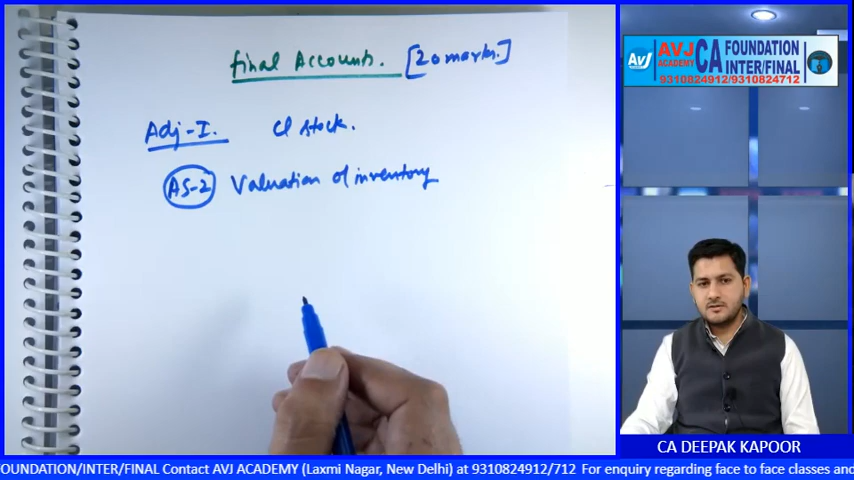 Final Accounts. [20 marks.]
Adj-I. Cl stock.
AS-2 Valuation of inventory
AVJ
AVJ
ACADEMY
CA FOUNDATION
INTER/FINAL
9310824912/9310824712
CA DEEPAK KAPOOR
OUNDATION/INTER/FINAL Contact AVJ ACADEMY (Laxmi Nagar, New Delhi) at 9310824912/712 For enquiry regarding face to face classes and